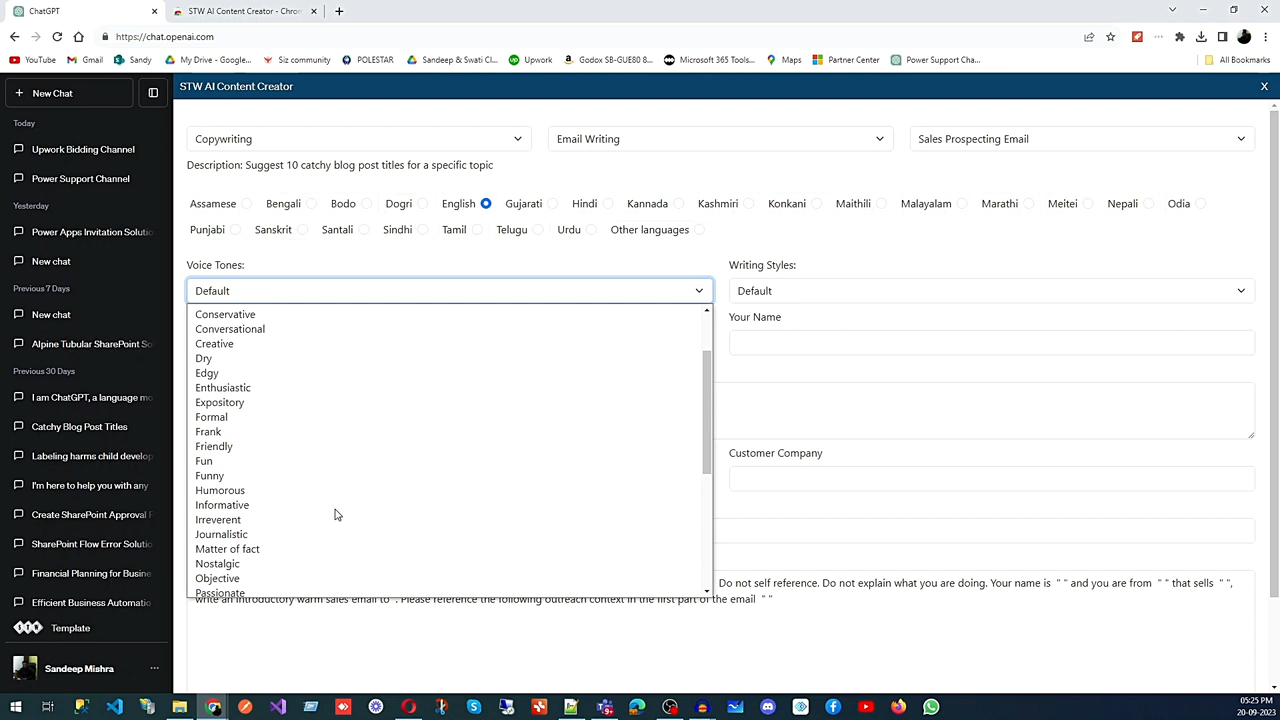 ChatGPT
STW AI Content Creator - Chro
https://chat.openai.com
YouTube Gmail Sandy My Drive - Google... Siz community POLESTAR Sandeep & Swati Cl... Upwork Godox SB-GUE80 8... Microsoft 365 Tools... Maps Partner Center Power Support Cha... All Bookmarks
New Chat
Today
Upwork Bidding Channel
Power Support Channel
Yesterday
Power Apps Invitation Solutio
New chat
Previous 7 Days
New chat
Alpine Tubular SharePoint So
Previous 30 Days
I am ChatGPT, a language mo
Catchy Blog Post Titles
Labeling harms child develop
I'm here to help you with any
Create SharePoint Approval F
SharePoint Flow Error Solutio
Financial Planning for Busine
Efficient Business Automatio
Template
Sandeep Mishra
STW AI Content Creator X
Copywriting Email Writing Sales Prospecting Email
Description: Suggest 10 catchy blog post titles for a specific topic
Assamese Bengali Bodo Dogri English Gujarati Hindi Kannada Kashmiri Konkani Maithili Malayalam Marathi Meitei Nepali Odia
Punjabi Sanskrit Santali Sindhi Tamil Telugu Urdu Other languages
Voice Tones: Writing Styles:
Default Default
Conservative
Conversational
Creative
Dry
Edgy
Enthusiastic
Expository
Formal
Frank
Friendly
Fun
Funny
Humorous
Informative
Irreverent
Journalistic
Matter of fact
Nostalgic
Objective
Passionate
Your Name
Customer Company
Do not self reference. Do not explain what you are doing. Your name is " " and you are from " " that sells " ",
write an introductory warm sales email to . Please reference the following outreach context in the first part of the email " "
05:25 PM
20-09-2023